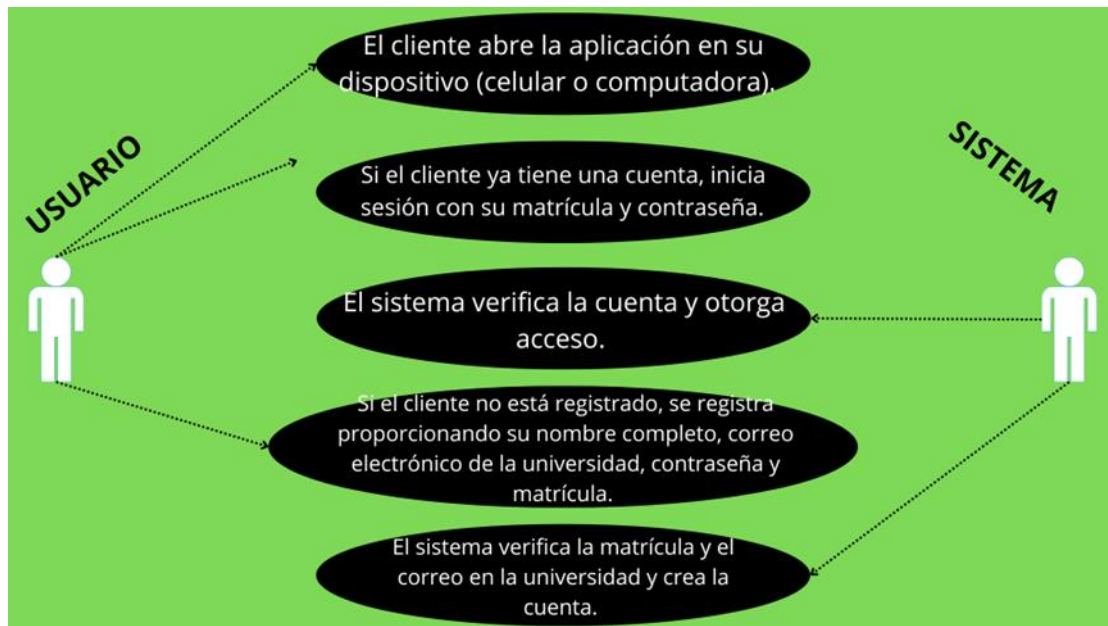 El cliente abre la aplicación en su
dispositivo (celular o computadora).
USUARIO
SISTEMA
Si el cliente ya tiene una cuenta, inicia
sesión con su matrícula y contraseña.
El sistema verifica la cuenta y otorga
acceso.
Si el cliente no está registrado, se registra
proporcionando su nombre completo, correo
electrónico de la universidad, contraseña y
matrícula.
El sistema verifica la matrícula y el
correo en la universidad y crea la
cuenta.